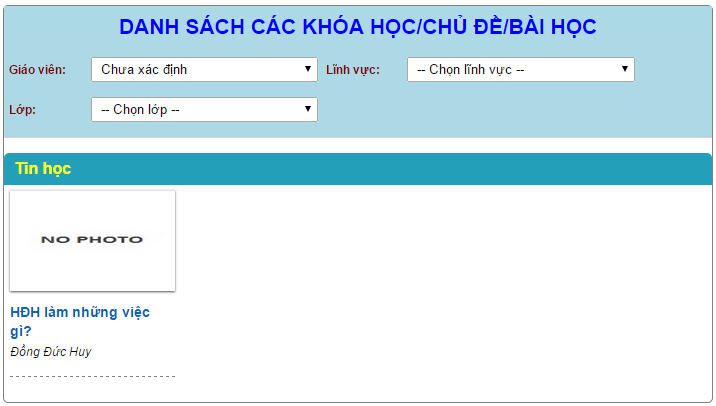 DANH SÁCH CÁC KHÓA HỌC/CHỦ ĐỀ/BÀI HỌC
Giáo viên: Chưa xác định Lĩnh vực: -- Chọn lĩnh vực --
Lớp: -- Chọn lớp --
Tin học
NO PHOTO
HĐH làm những việc
gì?
Đồng Đức Huy